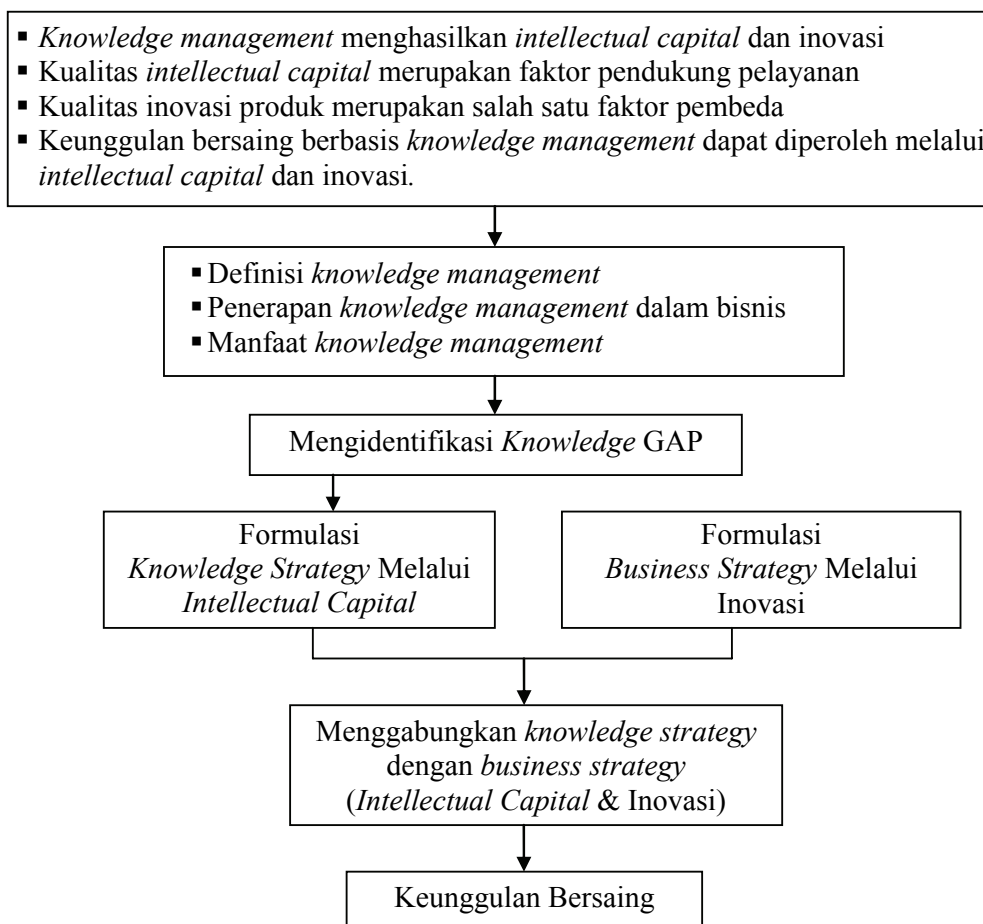 ▪ Knowledge management menghasilkan intellectual capital dan inovasi
▪ Kualitas intellectual capital merupakan faktor pendukung pelayanan
▪ Kualitas inovasi produk merupakan salah satu faktor pembeda
▪ Keunggulan bersaing berbasis knowledge management dapat diperoleh melalui
intellectual capital dan inovasi.
▪ Definisi knowledge management
▪ Penerapan knowledge management dalam bisnis
▪ Manfaat knowledge management
Mengidentifikasi Knowledge GAP
Formulasi
Knowledge Strategy Melalui
Intellectual Capital
Formulasi
Business Strategy Melalui
Inovasi
Menggabungkan knowledge strategy
dengan business strategy
(Intellectual Capital & Inovasi)
Keunggulan Bersaing